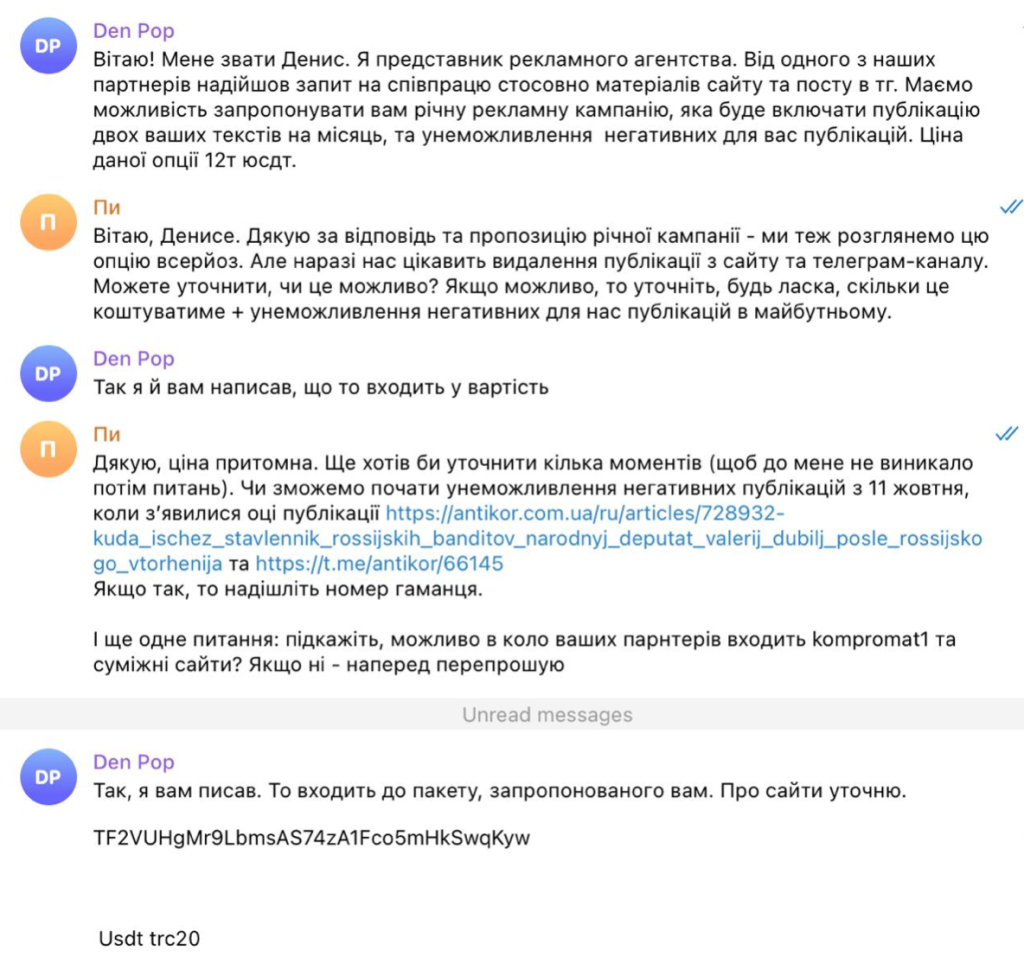 DP
Den Pop
Вітаю! Мене звати Денис. Я представник рекламного агентства. Від одного з наших
партнерів надійшов запит на співпрацю стосовно матеріалів сайту та посту в тг. Маємо
можливість запропонувати вам річну рекламну кампанію, яка буде включати публікацію
двох ваших текстів на місяць, та унеможливлення  негативних для вас публікацій. Ціна
даної опції 12т юсдт.
П
Пи
Вітаю, Денисе. Дякую за відповідь та пропозицію річної кампанії - ми теж розглянемо цю
опцію всерйоз. Але наразі нас цікавить видалення публікації з сайту та телеграм-каналу.
Можете уточнити, чи це можливо? Якщо можливо, то уточніть, будь ласка, скільки це
коштуватиме + унеможливлення негативних для нас публікацій в майбутньому.
DP
Den Pop
Так я й вам написав, що то входить у вартість
П
Пи
Дякую, ціна притомна. Ще хотів би уточнити кілька моментів (щоб до мене не виникало
потім питань). Чи зможемо почати унеможливлення негативних публікацій з 11 жовтня,
коли зʼявилися оці публікації https://antikor.com.ua/ru/articles/728932-
kuda_ischez_stavlennik_rossijskih_banditov_narodnyj_deputat_valerij_dubilj_posle_rossijsko
go_vtorhenija та https://t.me/antikor/66145
Якщо так, то надішліть номер гаманця.
І ще одне питання: підкажіть, можливо в коло ваших парнтерів входить kompromat1 та
суміжні сайти? Якщо ні - наперед перепрошую
Unread messages
DP
Den Pop
Так, я вам писав. То входить до пакету, запропонованого вам. Про сайти уточню.
TF2VUHgMr9LbmsAS74zA1Fco5mHkSwqKyw
Usdt trc20